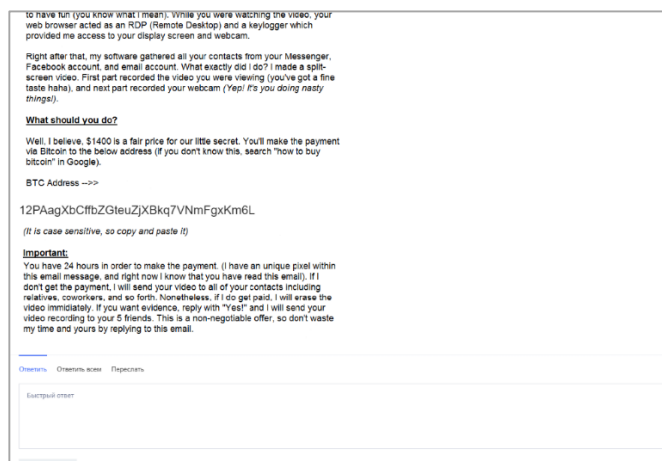 to have fun (you know what I mean). While you were watching the video, your
web browser acted as an RDP (Remote Desktop) and a keylogger which
provided me access to your display screen and webcam.
Right after that, my software gathered all your contacts from your Messenger,
Facebook account, and email account. What exactly did I do? I made a split-
screen video. First part recorded the video you were viewing (you've got a fine
taste haha), and next part recorded your webcam (Yep! It's you doing nasty
things!).
What should you do?
Well, I believe, $1400 is a fair price for our little secret. You'll make the payment
via Bitcoin to the below address (if you don't know this, search "how to buy
bitcoin" in Google).
BTC Address -->>
12PAagXbCffbZGteuZjXBkq7VNmFgxKm6L
(It is case sensitive, so copy and paste it)
Important:
You have 24 hours in order to make the payment. (I have an unique pixel within
this email message, and right now I know that you have read this email). If I
don't get the payment, I will send your video to all of your contacts including
relatives, coworkers, and so forth. Nonetheless, if I do get paid, I will erase the
video immidiately. If you want evidence, reply with "Yes!" and I will send your
video recording to your 5 friends. This is a non-negotiable offer, so don't waste
my time and yours by replying to this email.
Ответить Ответить всем Переслать
Быстрый ответ